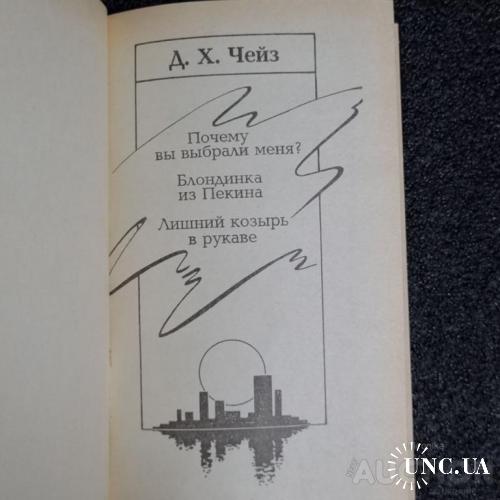 Д. Х. Чейз
Почему
вы выбрали меня?
Блондинка
из Пекина
Лишний козырь
в рукаве
UNC.UA